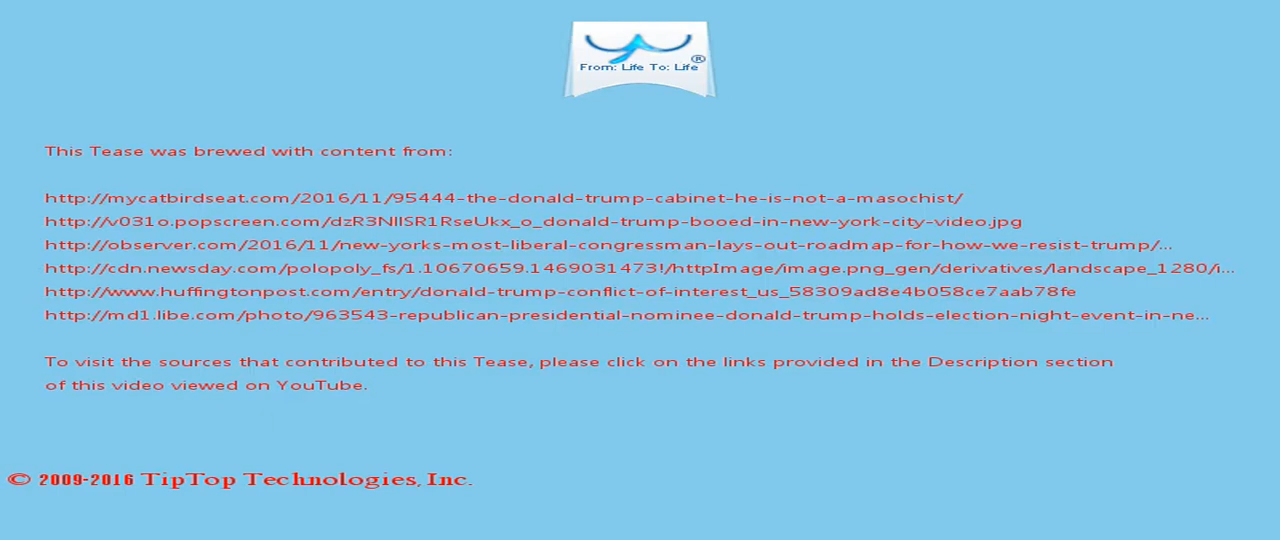 From: Life To: Life®
This Tease was brewed with content from:
http://mycatbirdseat.com/2016/11/95444-the-donald-trump-cabinet-he-is-not-a-masochist/
http://v031o.popscreen.com/dzR3NllSR1RseUkx_o_donald-trump-booed-in-new-york-city-video.jpg
http://observer.com/2016/11/new-yorks-most-liberal-congressman-lays-out-roadmap-for-how-we-resist-trump/...
http://cdn.newsday.com/polopoly_fs/1.10670659.1469031473!/httpImage/image.png_gen/derivatives/landscape_1280/i...
http://www.huffingtonpost.com/entry/donald-trump-conflict-of-interest_us_58309ad8e4b058ce7aab78fe
http://md1.libe.com/photo/963543-republican-presidential-nominee-donald-trump-holds-election-night-event-in-ne...
To visit the sources that contributed to this Tease, please click on the links provided in the Description section
of this video viewed on YouTube.
© 2009-2016 TipTop Technologies, Inc.